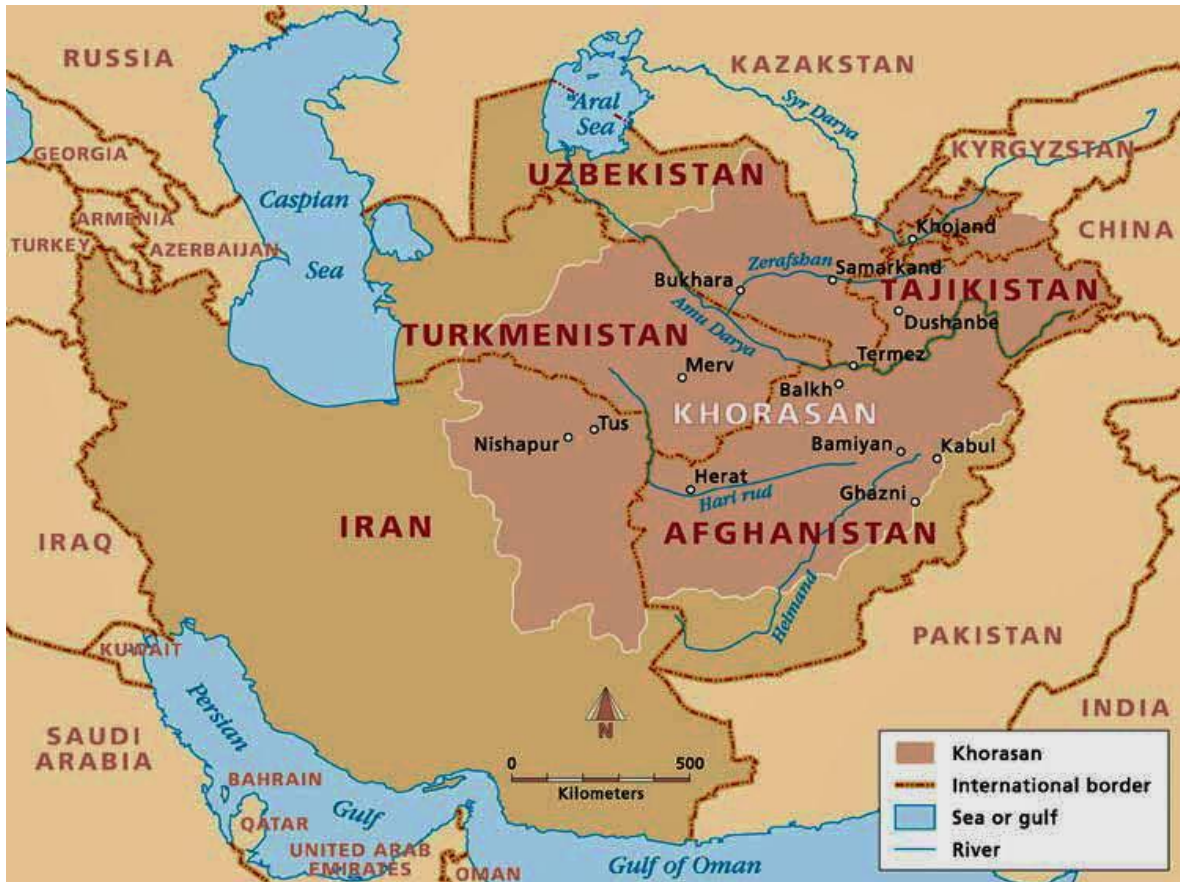 RUSSIA
KAZAKSTAN
Aral
Sea
Syr Darya
KYRGYZSTAN
GEORGIA
UZBEKISTAN
Caspian
Sea
ARMENIA
TURKEY
AZERBAIJAN
Khojand
CHINA
Zerafshan
Samarkand
Bukhara
TAJIKISTAN
Dushanbe
TURKMENISTAN
Amu Darya
Termez
Merv
Balkh
KHORASAN
Tus
Nishapur
Bamiyan
Kabul
Herat
Hari rud
Ghazni
IRAN
AFGHANISTAN
IRAQ
Helmand
PAKISTAN
KUWAIT
Persian
Gulf
N
INDIA
SAUDI
ARABIA
0 500
Kilometers
BAHRAIN
QATAR
UNITED ARAB
EMIRATES
OMAN
Gulf of Oman
Khorasan
International border
Sea or gulf
River